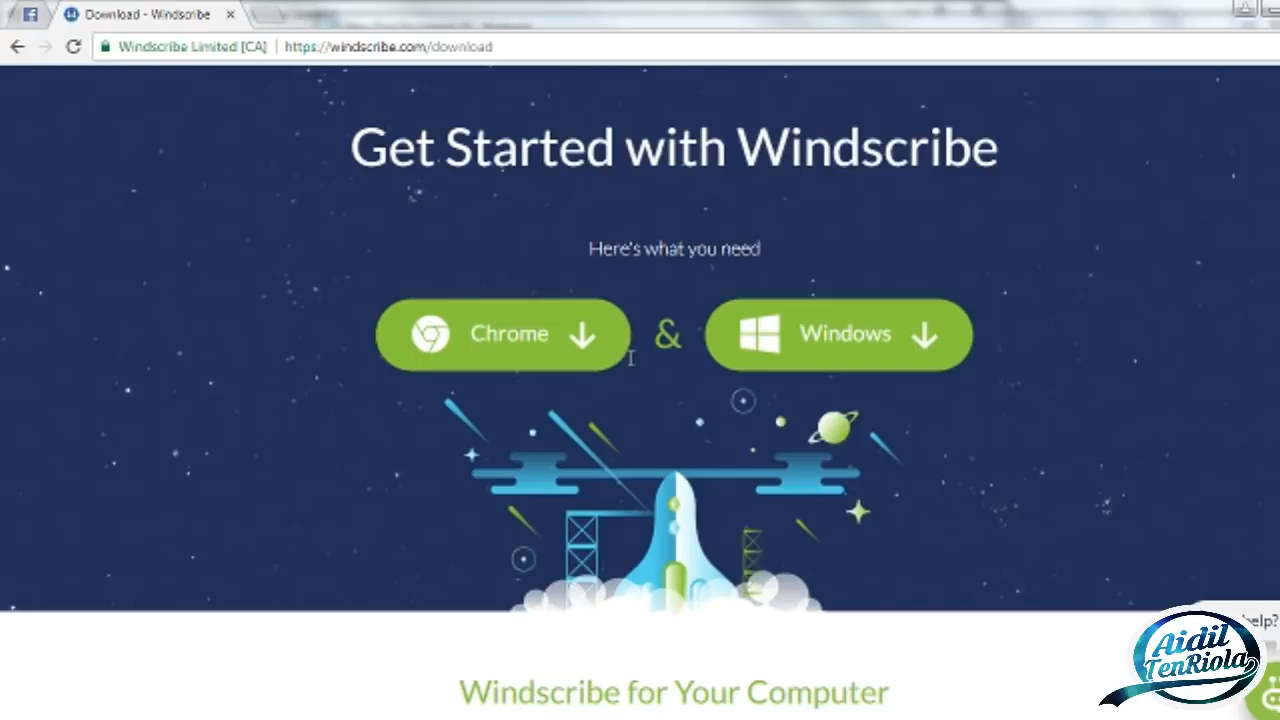 Download - Windscribe
Windscribe Limited [CA] | https://windscribe.com/download
Get Started with Windscribe
Here's what you need
Chrome & Windows
help?
Aidil
TenRiola
Windscribe for Your Computer